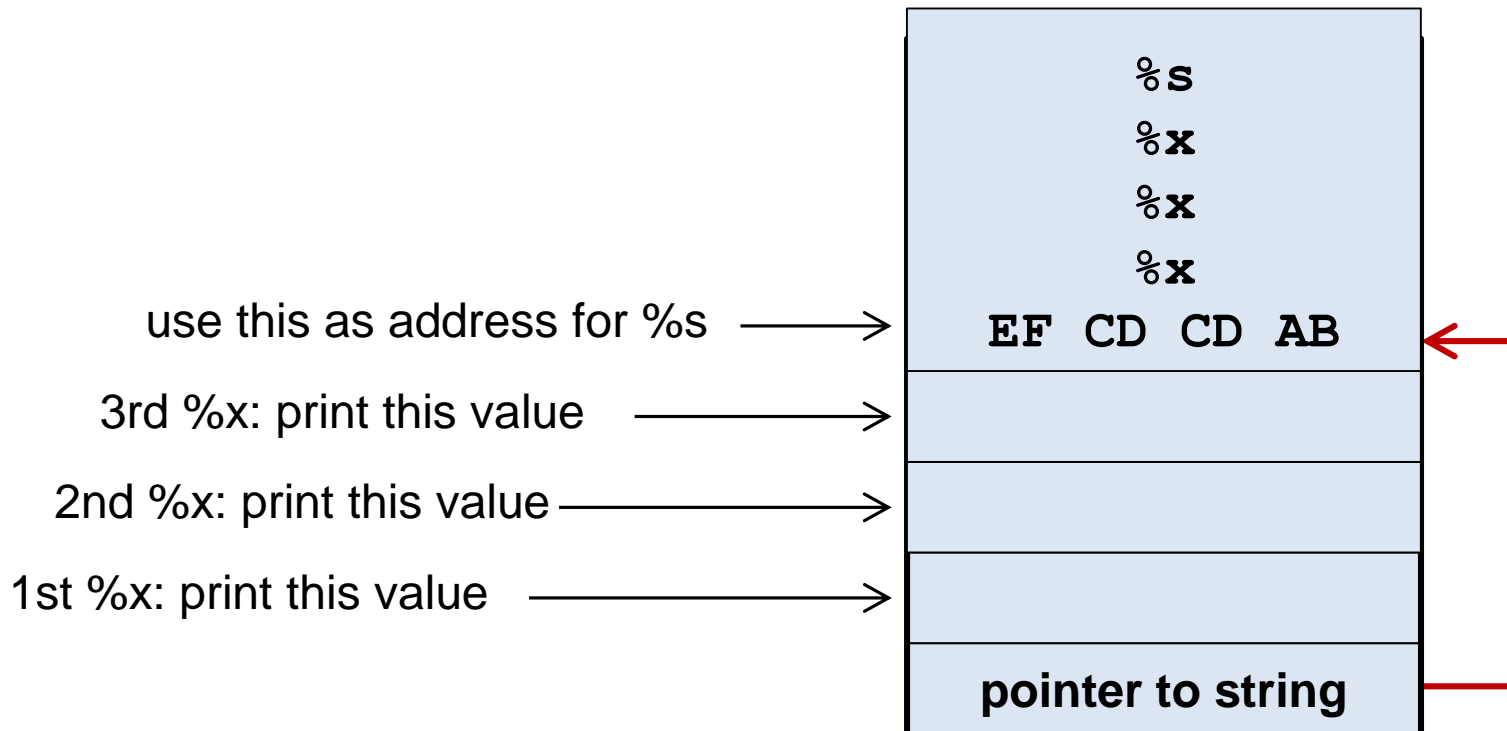 %s
%x
%x
%x
use this as address for %s
EF CD CD AB
3rd %x: print this value
2nd %x: print this value
1st %x: print this value
pointer to string